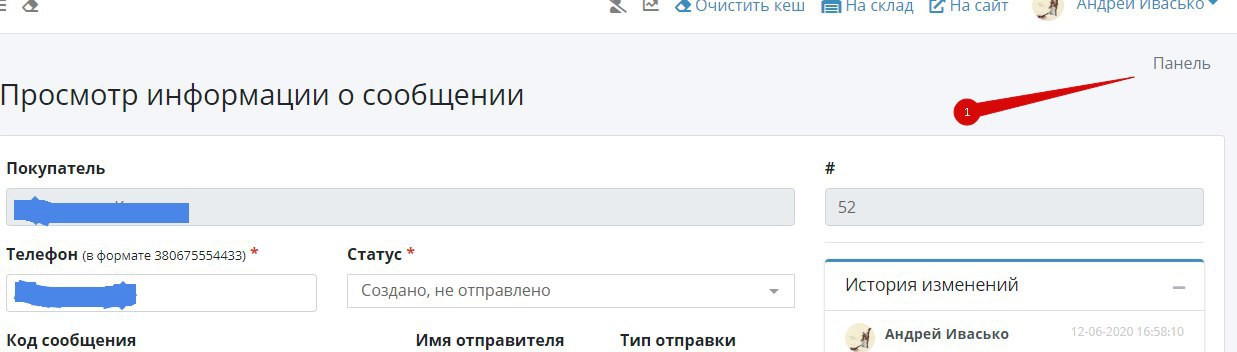 Очистить кеш На склад На сайт Андрей Ивасько
Панель
Просмотр информации о сообщении
1
Покупатель #
52
Телефон (в формате 380675554433) * Статус *
Создано, не отправлено
История изменений
Андрей Ивасько 12-06-2020 16:58:10
Код сообщения Имя отправителя Тип отправки